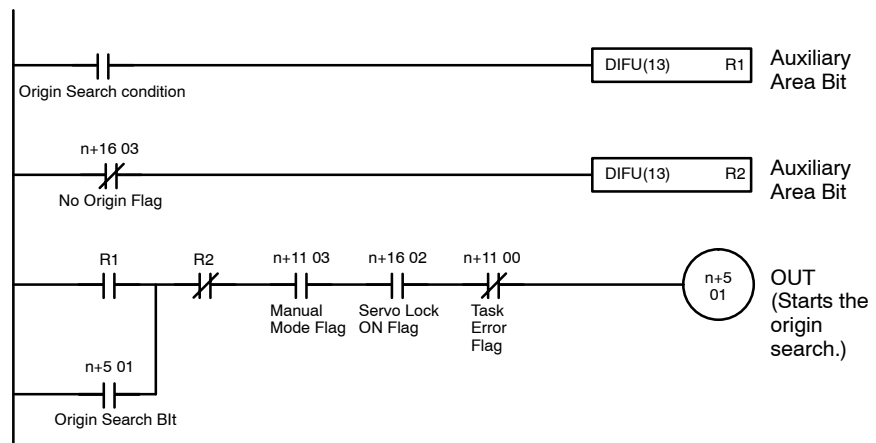 DIFU(13) R1
Auxiliary
Area Bit
Origin Search condition
n+16 03
DIFU(13) R2
Auxiliary
Area Bit
No Origin Flag
R1
R2
n+11 03
n+16 02
n+11 00
n+5
01
OUT
(Starts the
origin
search.)
Manual
Mode Flag
Servo Lock
ON Flag
Task
Error
Flag
n+5 01
Origin Search BIt